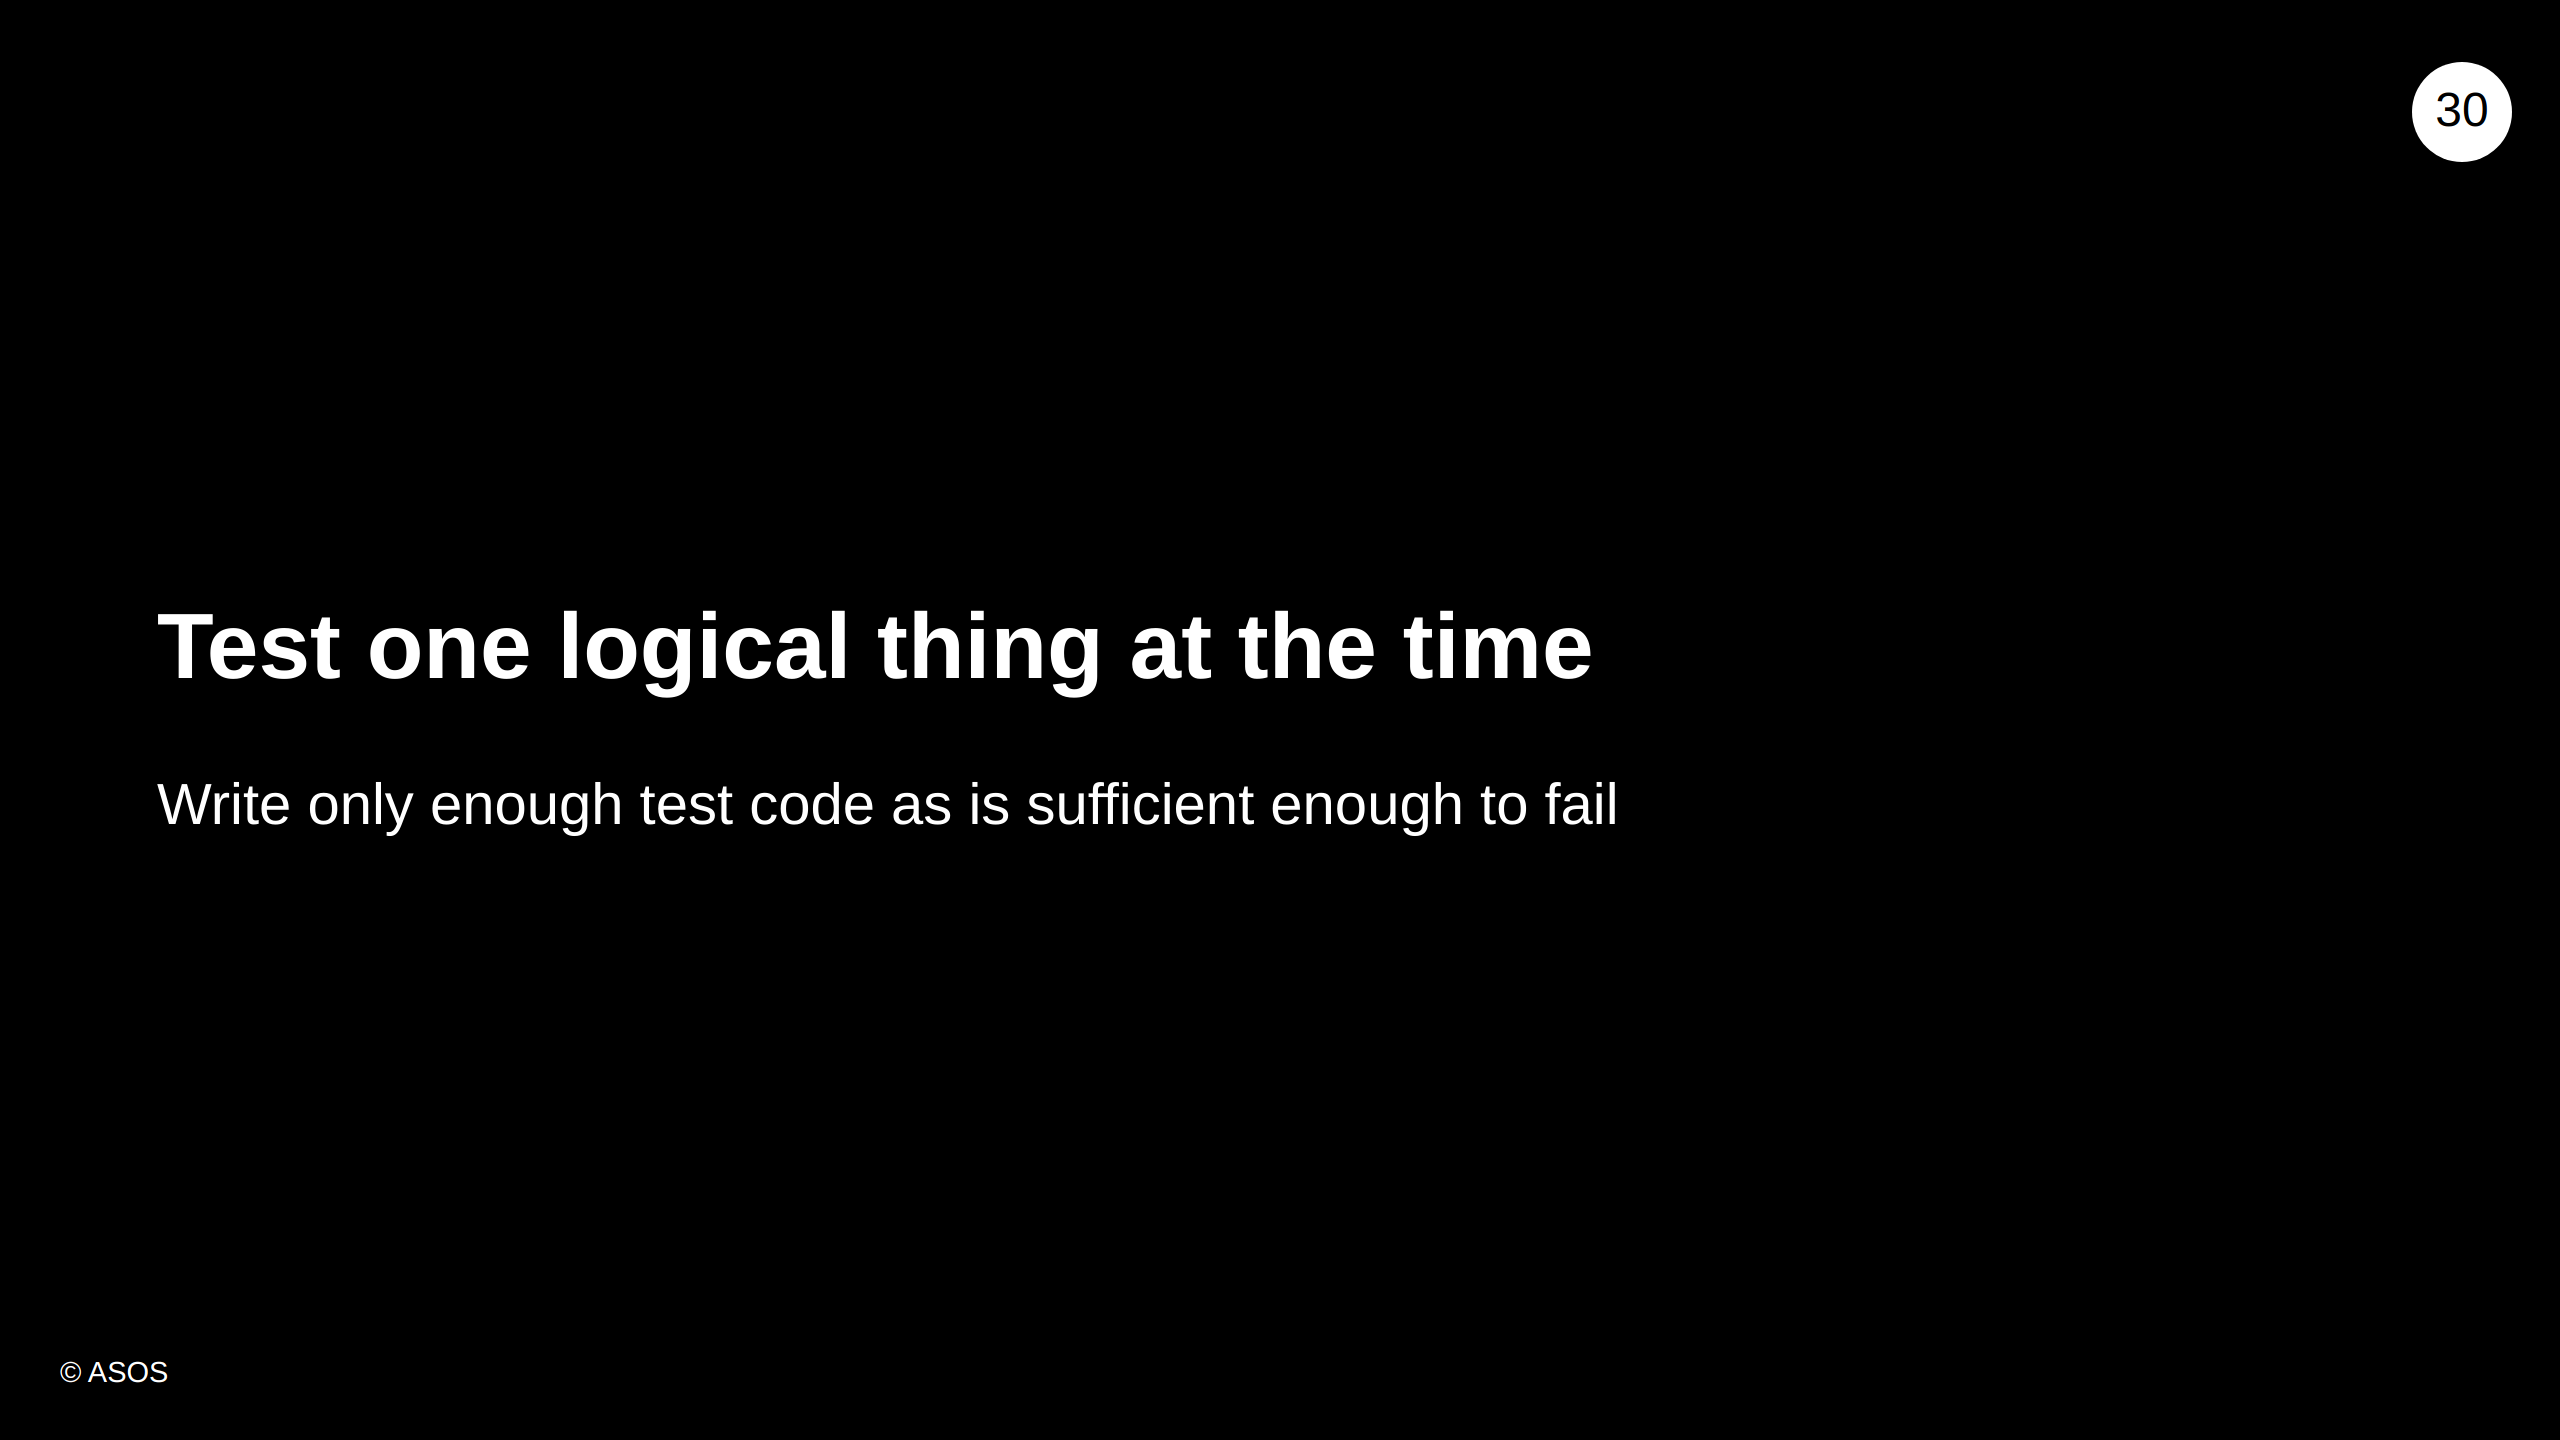 30
Test one logical thing at the time
Write only enough test code as is sufficient enough to fail
© ASOS